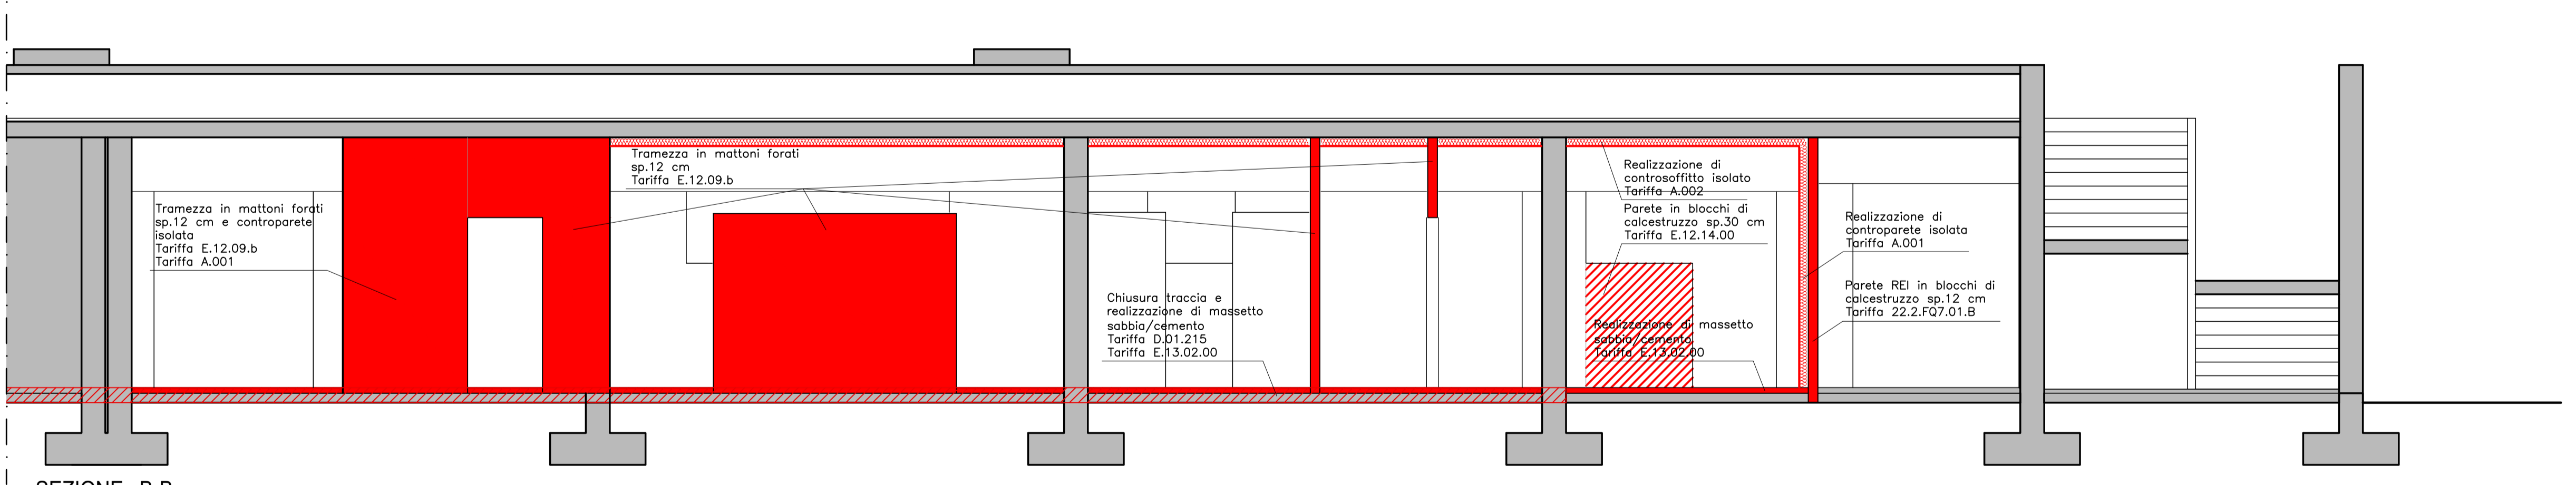 Tramezza in mattoni forati
sp.12 cm e controparete
isolata
Tariffa E.12.09.b
Tariffa A.001
Tramezza in mattoni forati
sp.12 cm
Tariffa E.12.09.b
Chiusura traccia e
realizzazione di massetto
sabbia/cemento
Tariffa D.01.215
Tariffa E.13.02.00
Realizzazione di
controsoffitto isolato
Tariffa A.002
Parete in blocchi di
calcestruzzo sp.30 cm
Tariffa E.12.14.00
Realizzazione di massetto
sabbia/cemento
Tariffa E.13.02.00
Realizzazione di
controparete isolata
Tariffa A.001
Parete REI in blocchi di
calcestruzzo sp.12 cm
Tariffa 22.2.FQ7.01.B
SEZIONE B-B